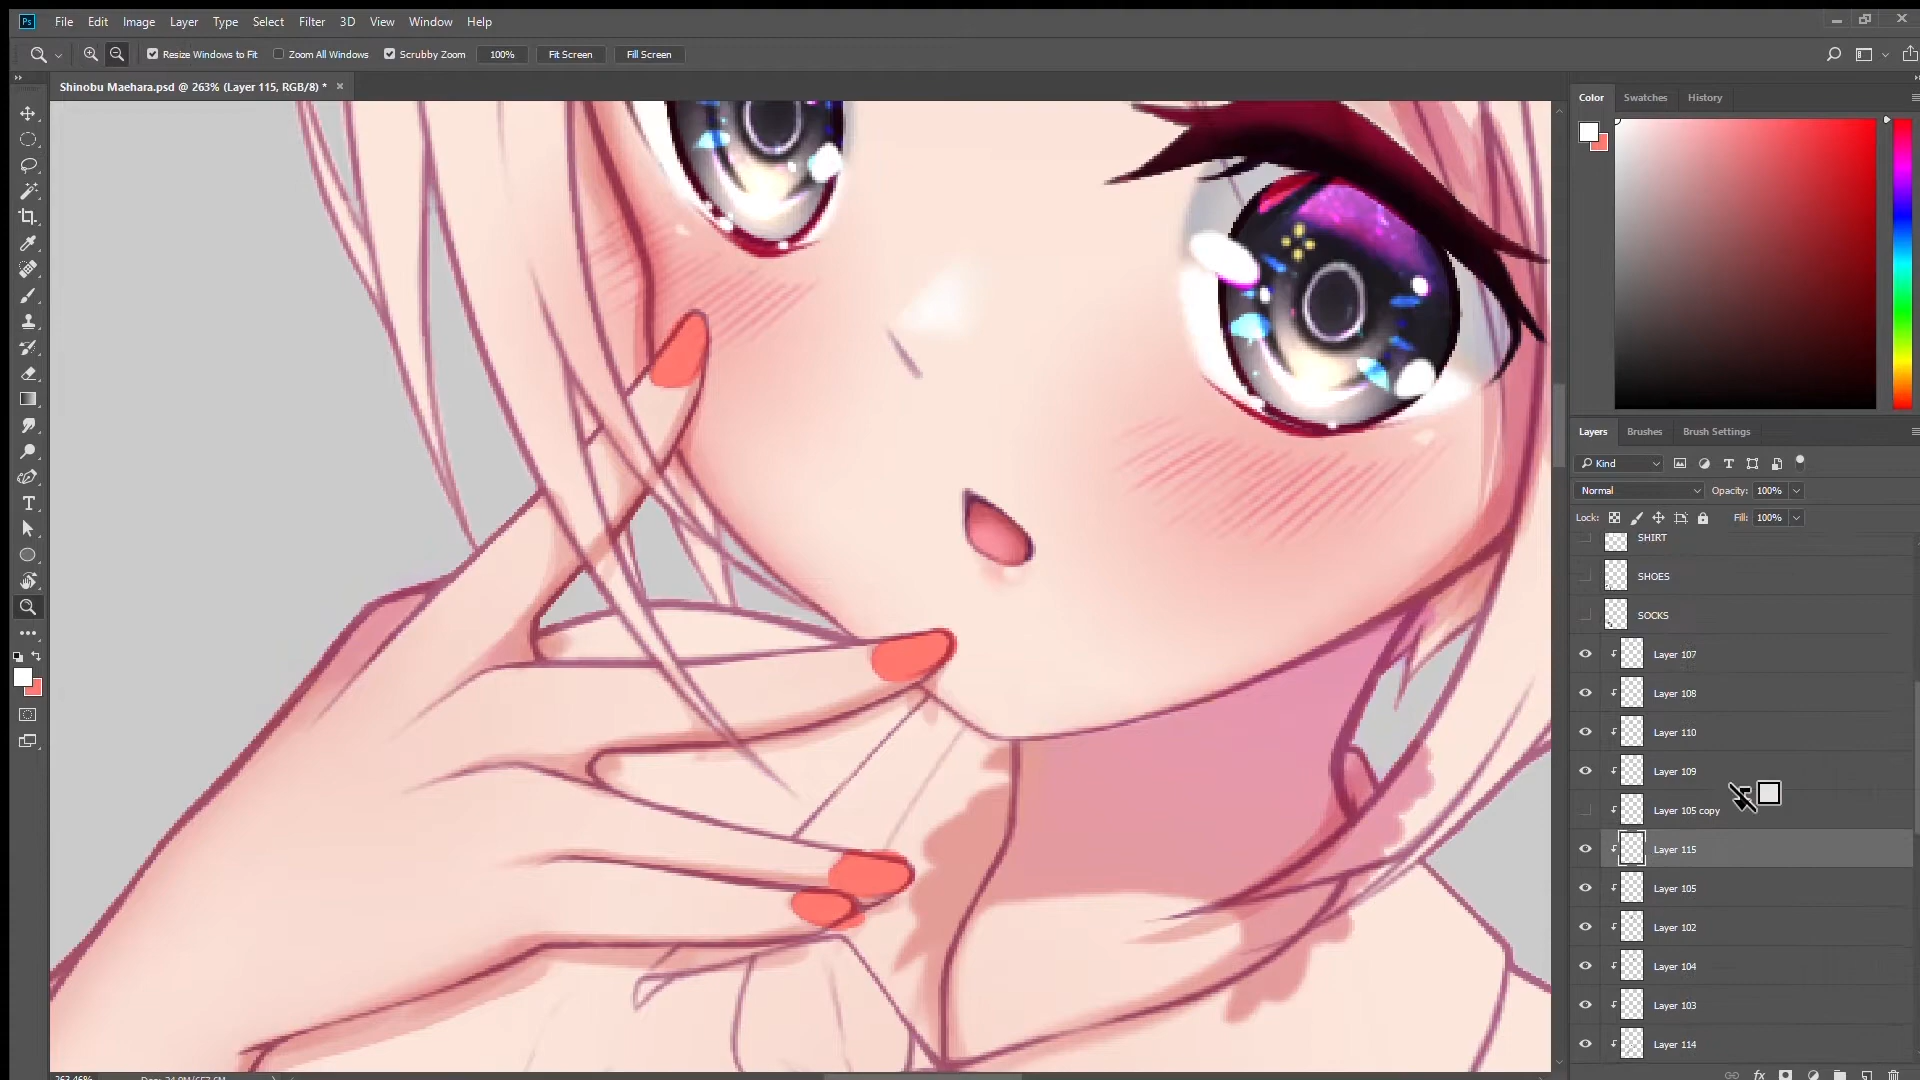 Ps File Edit Image Layer Type Select Filter 3D View Window Help
Resize Windows to Fit Zoom All Windows Scrubby Zoom 100% Fit Screen Fill Screen
Shinobu Maehara.psd @ 263% (Layer 115, RGB/8) * ×
Color Swatches History
Layers Brushes Brush Settings
Kind
Normal Opacity: 100%
Lock: Fill: 100%
SHIRT
SHOES
SOCKS
Layer 107
Layer 108
Layer 110
Layer 109
Layer 105 copy
Layer 115
Layer 105
Layer 102
Layer 104
Layer 103
Layer 114
fx